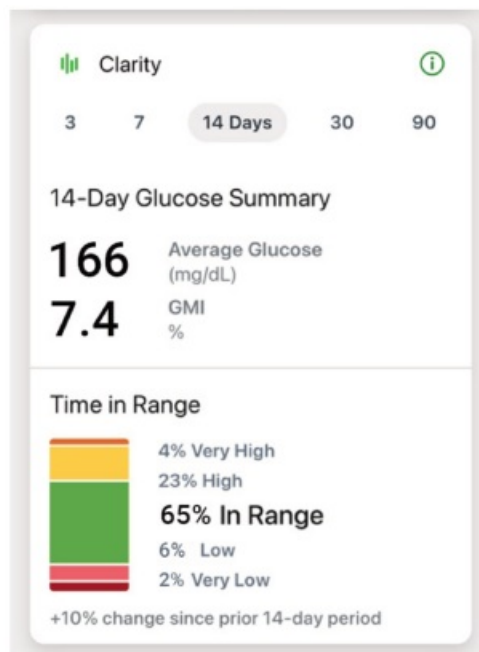 Clarity
3 7 14 Days 30 90
14-Day Glucose Summary
166 Average Glucose
(mg/dL)
7.4 GMI
%
Time in Range
4% Very High
23% High
65% In Range
6% Low
2% Very Low
+10% change since prior 14-day period